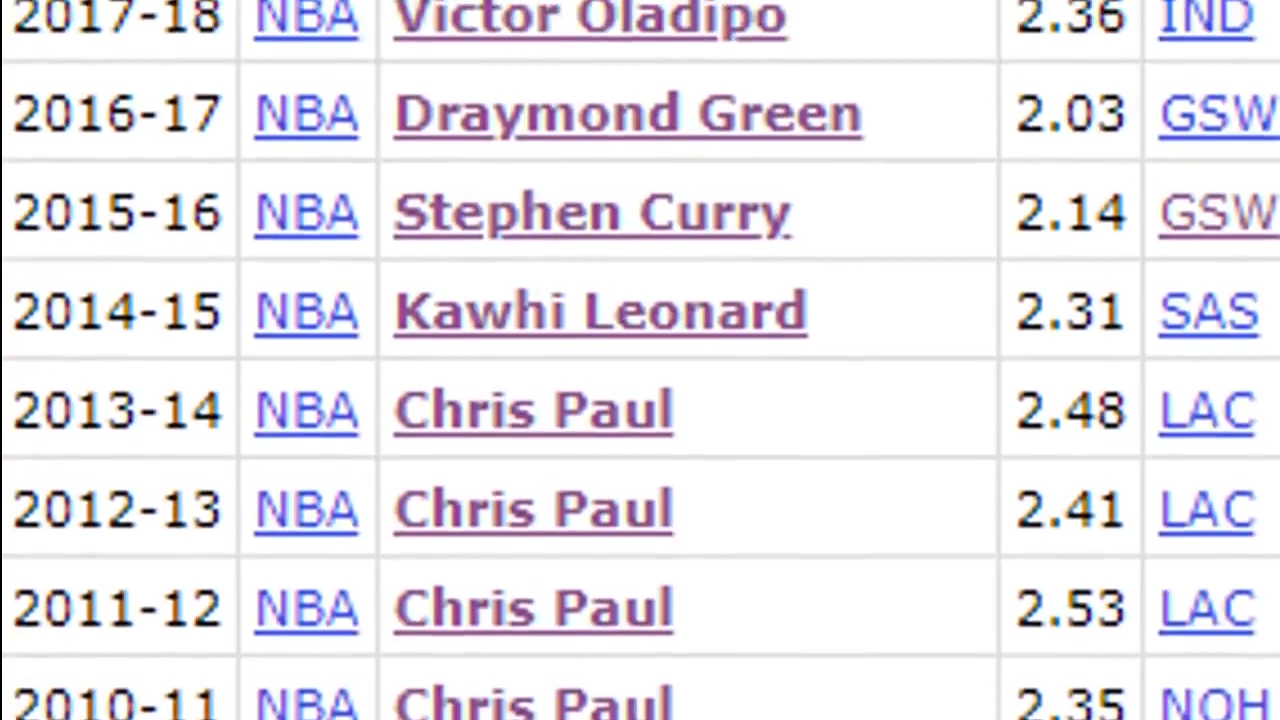 2017-18 NBA Victor Oladipo 2.36 IND
2016-17 NBA Draymond Green 2.03 GSW
2015-16 NBA Stephen Curry 2.14 GSW
2014-15 NBA Kawhi Leonard 2.31 SAS
2013-14 NBA Chris Paul 2.48 LAC
2012-13 NBA Chris Paul 2.41 LAC
2011-12 NBA Chris Paul 2.53 LAC
2010-11 NBA Chris Paul 2.35 NOH